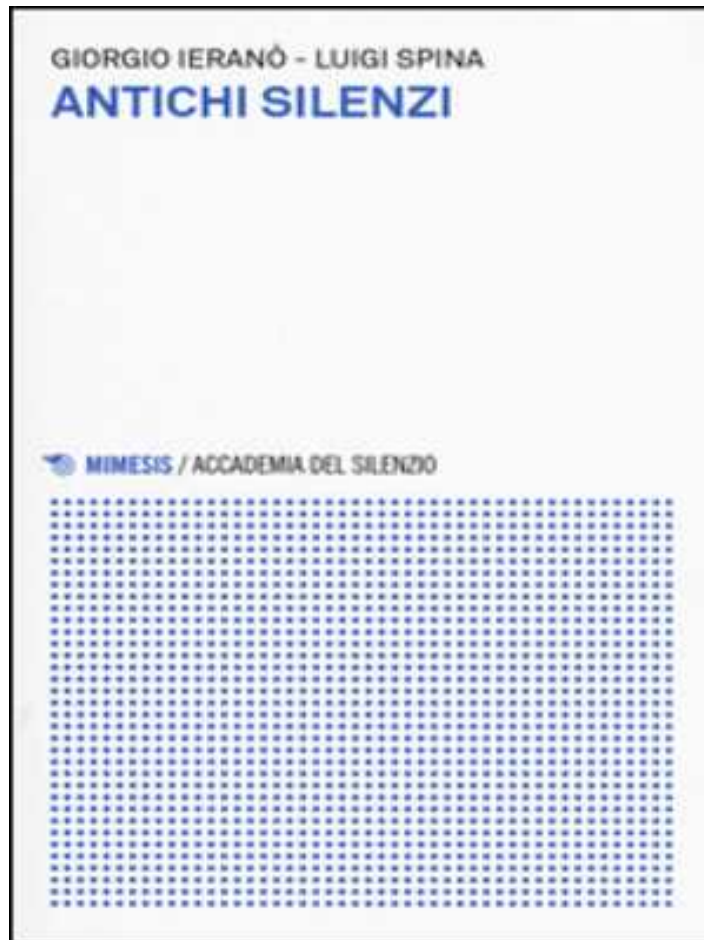 GIORGIO IERANÒ - LUIGI SPINA
ANTICHI SILENZI
MIMESIS / ACCADEMIA DEL SILENZIO